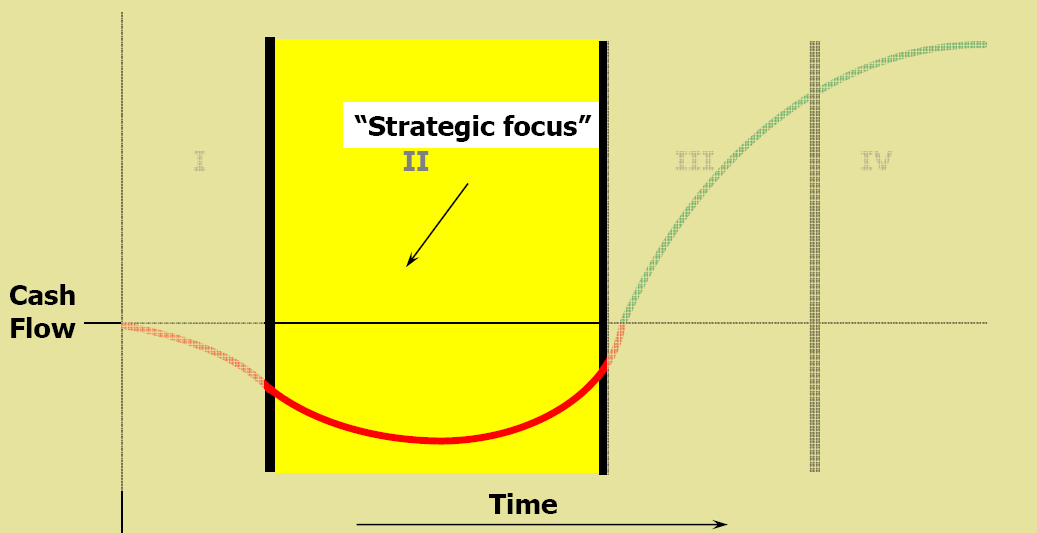 “Strategic focus”
I
II
III
IV
Cash
Flow
Time